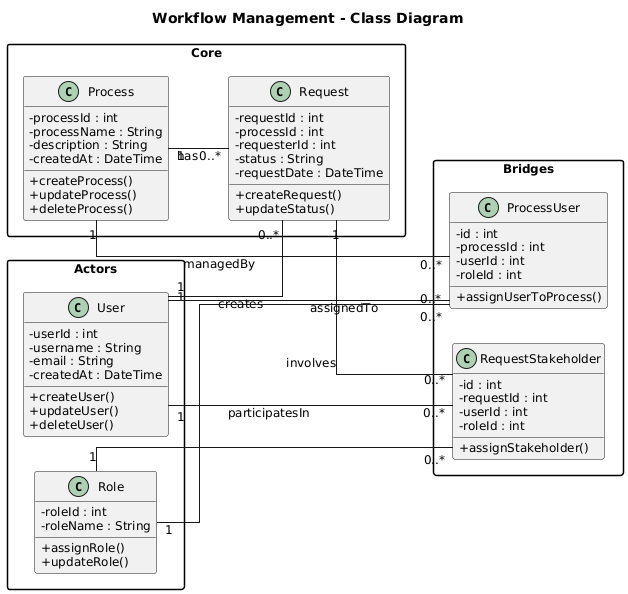 Workflow Management - Class Diagram
Core
C Process
-processId : int
-processName : String
-description : String
-createdAt : DateTime
+createProcess()
+updateProcess()
+deleteProcess()
C Request
-requestId : int
-processId : int
-requesterId : int
-status : String
-requestDate : DateTime
+createRequest()
+updateStatus()
1
has
0..*
Bridges
C ProcessUser
-id : int
-processId : int
-userId : int
-roleId : int
+assignUserToProcess()
C RequestStakeholder
-id : int
-requestId : int
-userId : int
-roleId : int
+assignStakeholder()
Actors
C User
-userId : int
-username : String
-email : String
-createdAt : DateTime
+createUser()
+updateUser()
+deleteUser()
C Role
-roleId : int
-roleName : String
+assignRole()
+updateRole()
1
0..*
1
managedBy
0..*
1
1
creates
assignedTo
0..*
0..*
involves
0..*
1
participatesIn
0..*
1
0..*
1